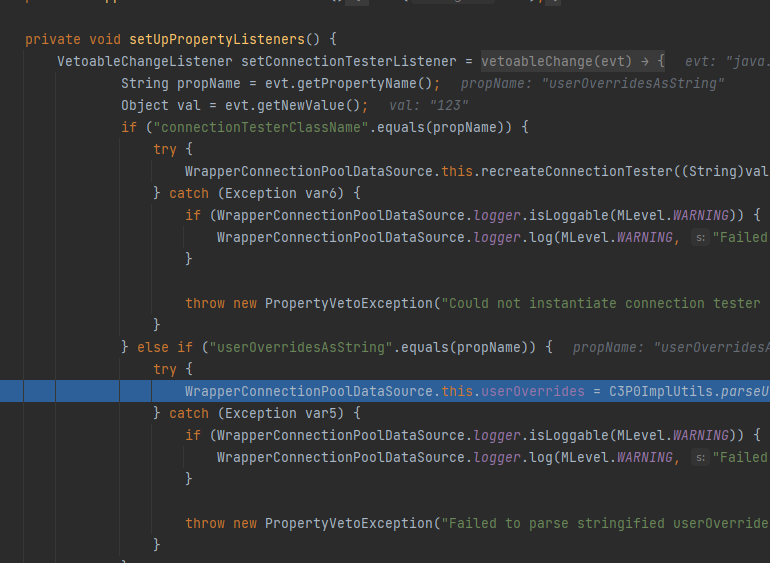 private void setUpPropertyListeners() {
VetoableChangeListener setConnectionTesterListener = vetoableChange(evt) → { evt: "java.
String propName = evt.getPropertyName(); propName: "userOverridesAsString"
Object val = evt.getNewValue(); val: "123"
if ("connectionTesterClassName".equals(propName)) {
try {
WrapperConnectionPoolDataSource.this.recreateConnectionTester((String)val
} catch (Exception var6) {
if (WrapperConnectionPoolDataSource.logger.isLoggable(MLevel.WARNING)) {
WrapperConnectionPoolDataSource.logger.log(MLevel.WARNING, s: "Failed
}
throw new PropertyVetoException("Could not instantiate connection tester
}
} else if ("userOverridesAsString".equals(propName)) { propName: "userOverridesA
try {
WrapperConnectionPoolDataSource.this.userOverrides = C3P0ImplUtils.parseU
} catch (Exception var5) {
if (WrapperConnectionPoolDataSource.logger.isLoggable(MLevel.WARNING)) {
WrapperConnectionPoolDataSource.logger.log(MLevel.WARNING, s: "Failed
}
throw new PropertyVetoException("Failed to parse stringified userOverride
}